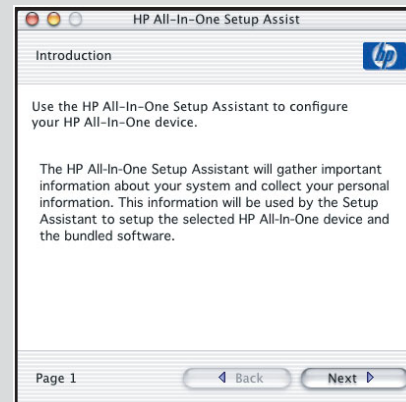 HP All-In-One Setup Assist
Introduction
hp
Use the HP All-In-One Setup Assistant to configure
your HP All-In-One device.
The HP All-In-One Setup Assistant will gather important
information about your system and collect your personal
information. This information will be used by the Setup
Assistant to setup the selected HP All-In-One device and
the bundled software.
Page 1
Back
Next